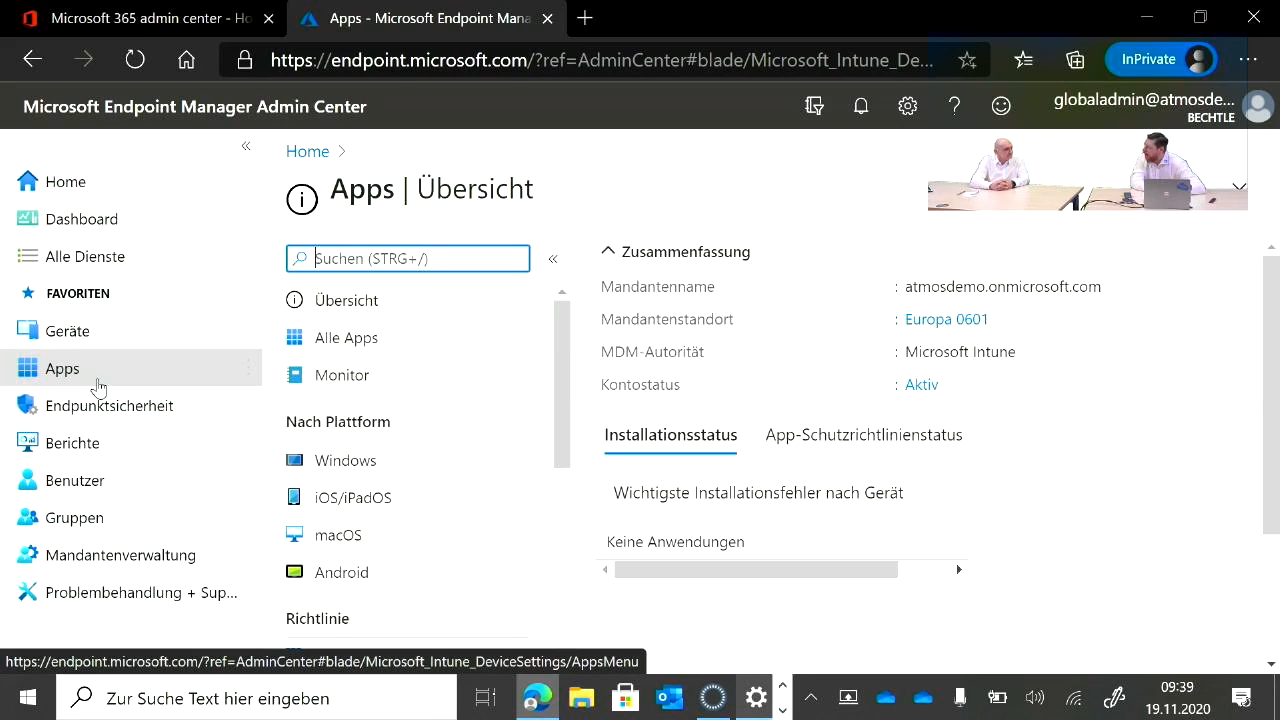 Microsoft 365 admin center - Ho
Apps - Microsoft Endpoint Mana
https://endpoint.microsoft.com/?ref=AdminCenter#blade/Microsoft_Intune_De...
InPrivate
Microsoft Endpoint Manager Admin Center
globaladmin@atmosde...
BECHTLE
Home
Dashboard
Alle Dienste
FAVORITEN
Geräte
Apps
Endpunktsicherheit
Berichte
Benutzer
Gruppen
Mandantenverwaltung
Problembehandlung + Sup...
Home
Apps | Übersicht
Suchen (STRG+/)
Übersicht
Alle Apps
Monitor
Nach Plattform
Windows
iOS/iPadOS
macOS
Android
Richtlinie
Zusammenfassung
Mandantenname : atmosdemo.onmicrosoft.com
Mandantenstandort : Europa 0601
MDM-Autorität : Microsoft Intune
Kontostatus : Aktiv
Installationsstatus App-Schutzrichtlinienstatus
Wichtigste Installationsfehler nach Gerät
Keine Anwendungen
https://endpoint.microsoft.com/?ref=AdminCenter#blade/Microsoft_Intune_DeviceSettings/AppsMenu
Zur Suche Text hier eingeben
09:39
19.11.2020